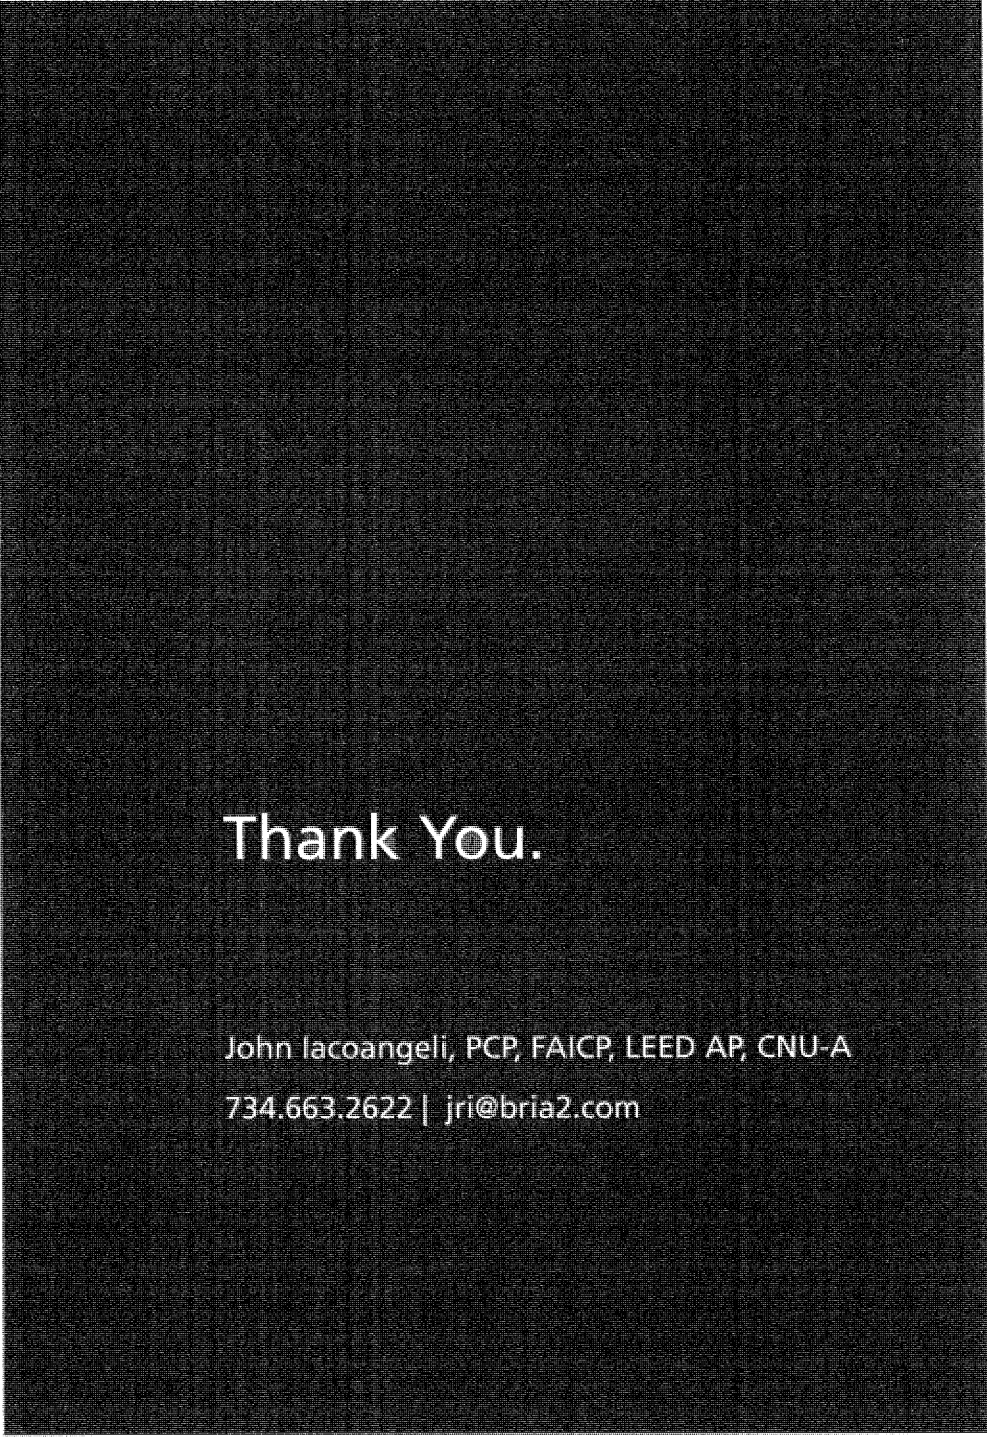 Thank You.
John Iacoangeli, PCP, FAICP, LEED AP, CNU-A
734.663.2622 | jri@bria2.com